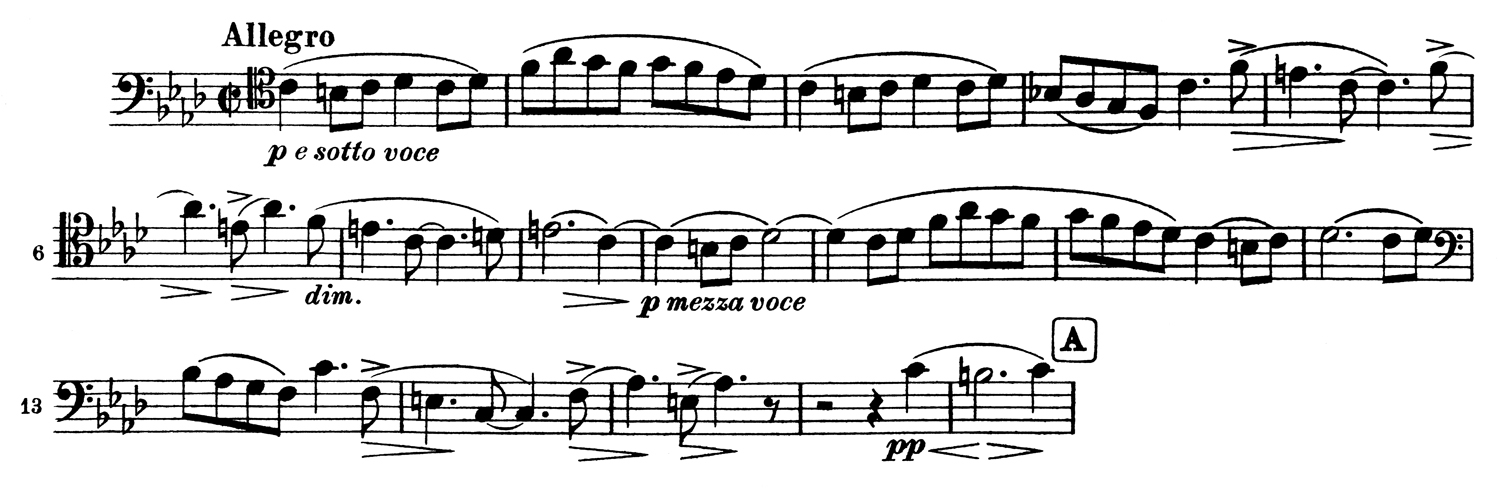 Allegro
p e sotto voce
6
dim.
p mezza voce
A
13
pp